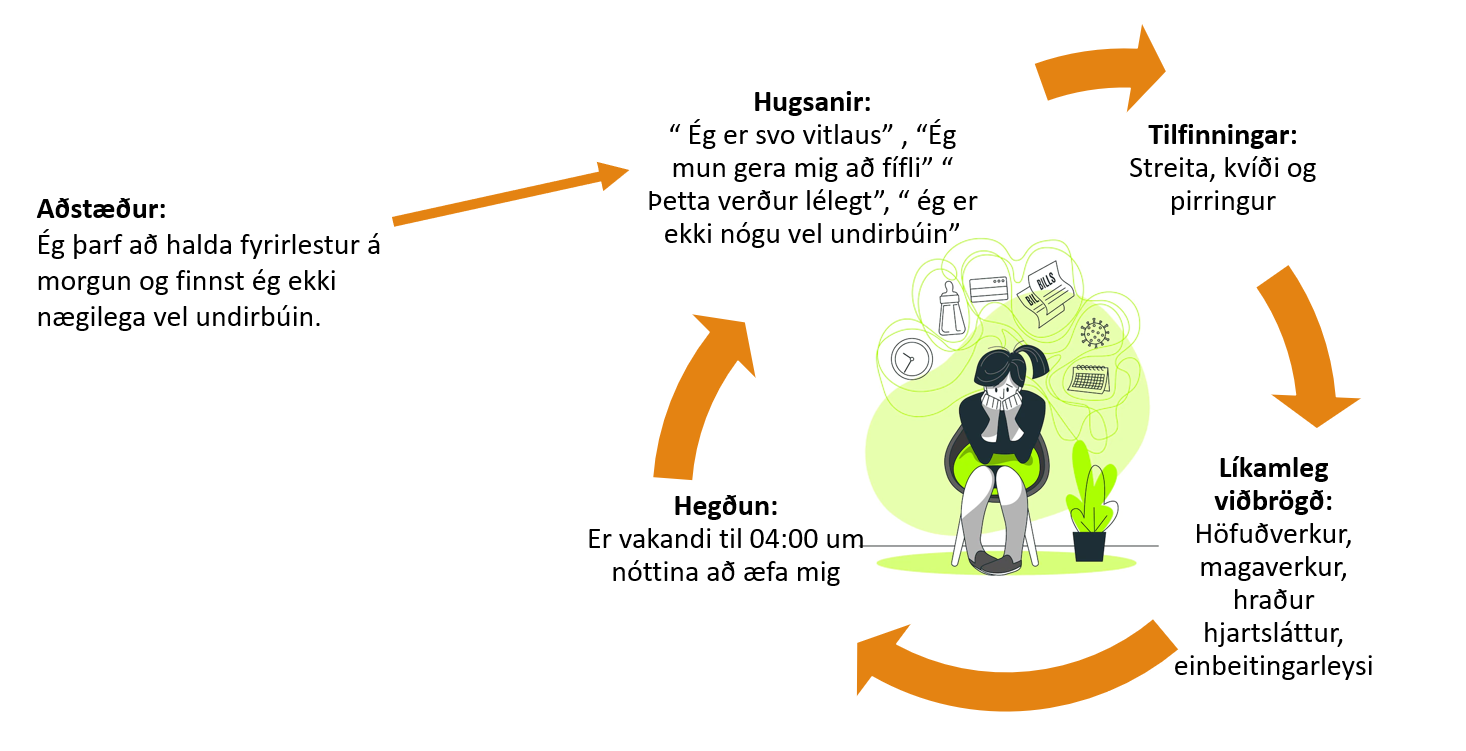 Aðstæður:
Ég þarf að halda fyrirlestur á
morgun og finnst ég ekki
nægilega vel undirbúin.
Hugsanir:
“ Ég er svo vitlaus” , “Ég
mun gera mig að fífli” “
Þetta verður lélegt”, “ ég er
ekki nógu vel undirbúin”
Tilfinningar:
Streita, kvíði og
pirringur
Líkamleg
viðbrögð:
Höfuðverkur,
magaverkur,
hraður
hjartsláttur,
einbeitingarleysi
Hegðun:
Er vakandi til 04:00 um
nóttina að æfa mig
BILLS
BIL